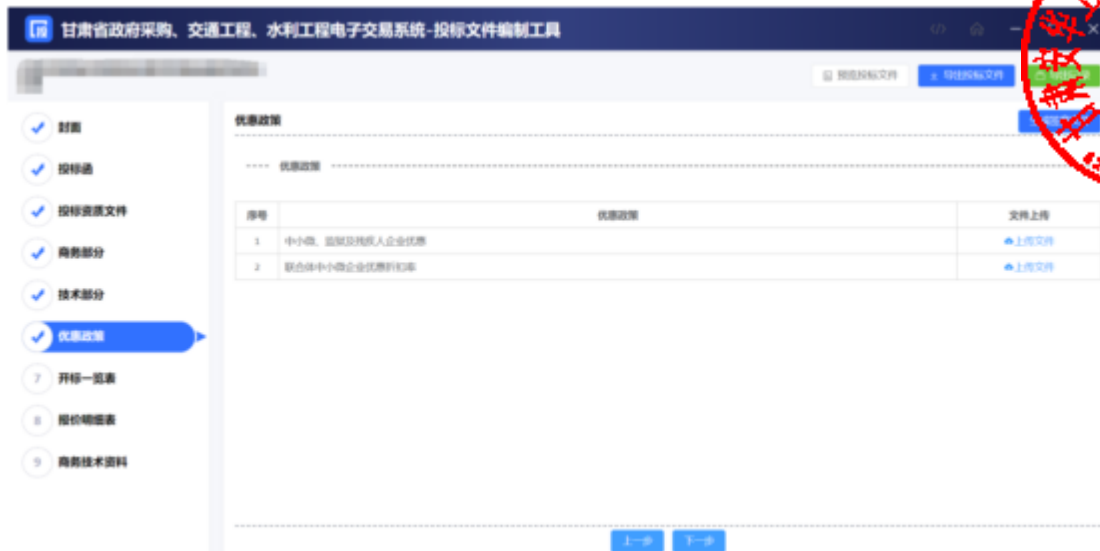 甘肃省政府采购、交通工程、水利工程电子交易系统-投标文件编制工具
预览投标文件
导出投标文件
封面
投标函
投标资质文件
商务部分
技术部分
优惠政策
7 开标一览表
8 报价明细表
9 商务技术资料
优惠政策
优惠政策
序号 优惠政策 文件上传
1 中小微、监狱及残疾人企业优惠 上传文件
2 联合体中小微企业优惠折扣率 上传文件
上一步 下一步